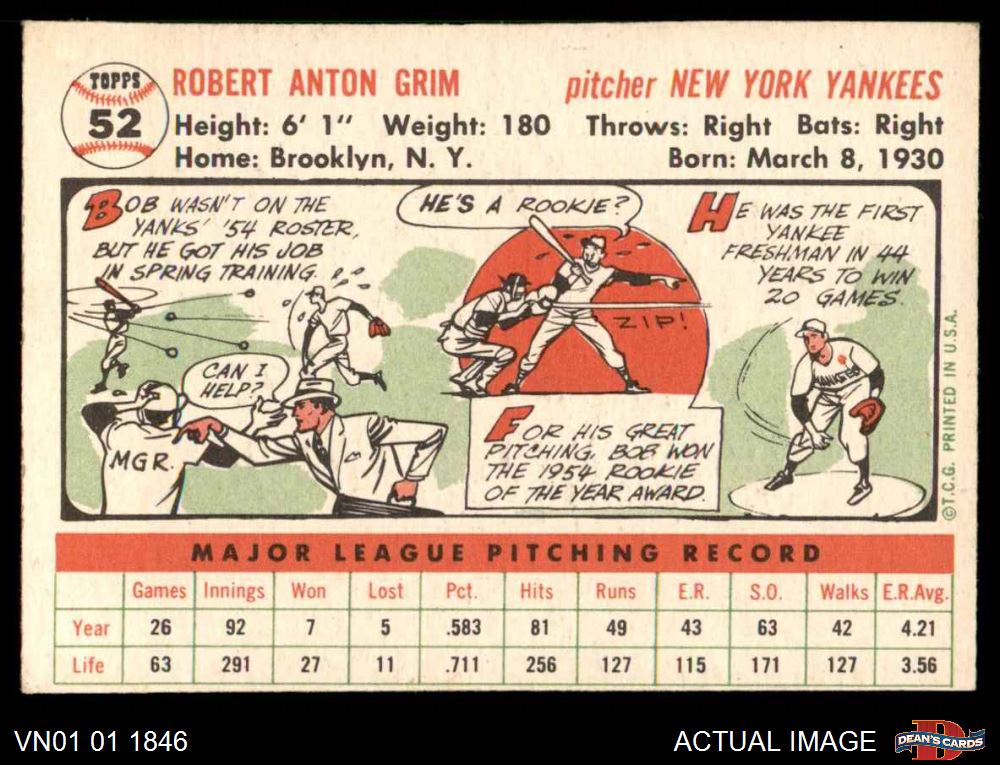 TOPPS
52
ROBERT ANTON GRIM
pitcher NEW YORK YANKEES
Height: 6' 1" Weight: 180 Throws: Right Bats: Right
Home: Brooklyn, N. Y. Born: March 8, 1930
BOB WASN'T ON THE
YANKS' '54 ROSTER,
BUT HE GOT HIS JOB
IN SPRING TRAINING.
CAN I
HELP?
MGR.
HE'S A ROOKIE?
ZIP!
FOR HIS GREAT
PITCHING, BOB WON
THE 1954 ROOKIE
OF THE YEAR AWARD.
HE WAS THE FIRST
YANKEE
FRESHMAN IN 44
YEARS TO WIN
20 GAMES.
YANKEES
©T.C.G. PRINTED IN U.S.A.
MAJOR LEAGUE PITCHING RECORD
Games Innings Won Lost Pct. Hits Runs E.R. S.O. Walks E.R.Avg.
Year 26 92 7 5 .583 81 49 43 63 42 4.21
Life 63 291 27 11 .711 256 127 115 171 127 3.56
VN01 01 1846
ACTUAL IMAGE
DEAN'S CARDS